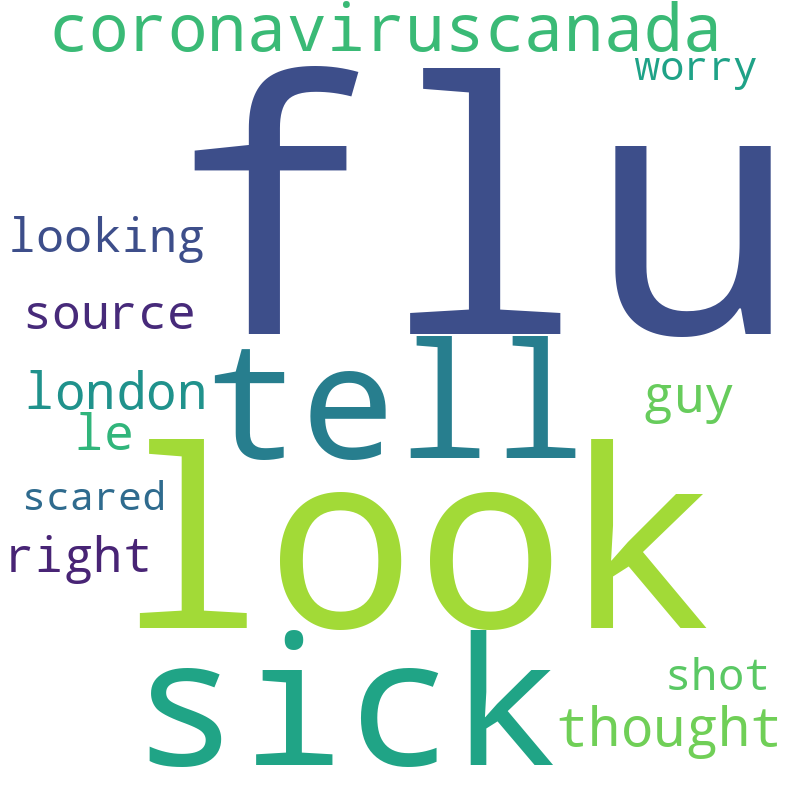 coronaviruscanada
worry
flu
looking
source
tell
london
guy
le
look
scared
right
sick
shot
thought